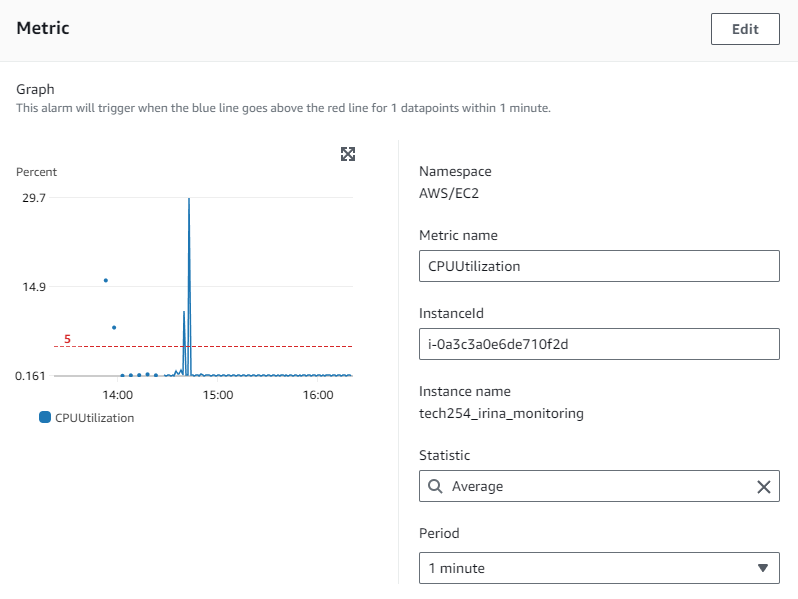 Metric
Edit
Graph
This alarm will trigger when the blue line goes above the red line for 1 datapoints within 1 minute.
Percent
29.7
14.9
5
0.161
14:00 15:00 16:00
CPUUtilization
Namespace
AWS/EC2
Metric name
CPUUtilization
InstanceId
i-0a3c3a0e6de710f2d
Instance name
tech254_irina_monitoring
Statistic
Average
Period
1 minute